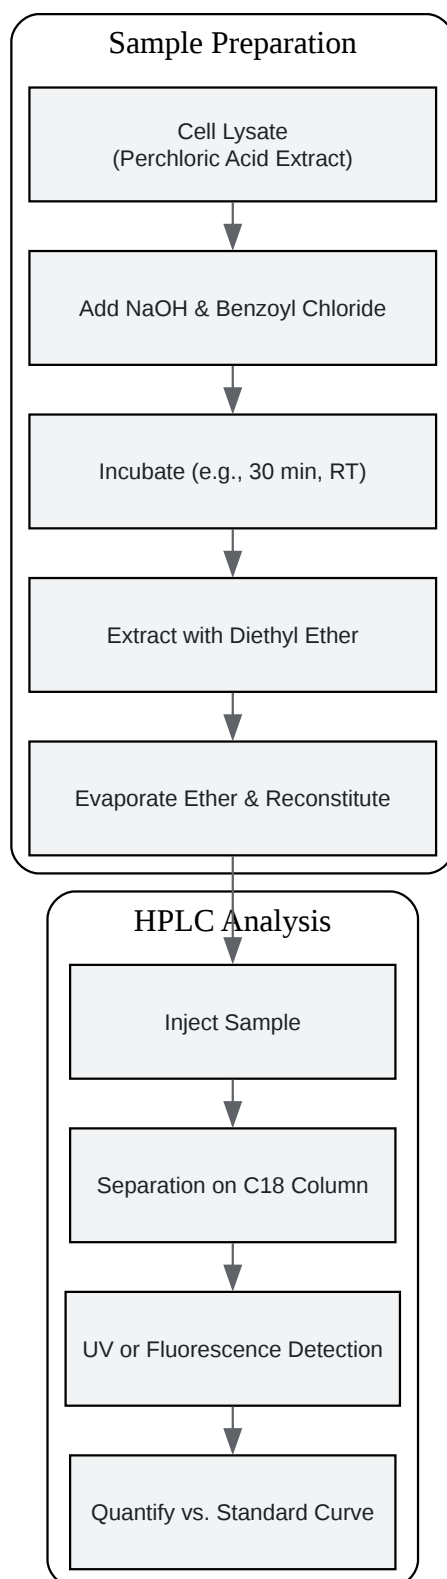 Sample Preparation
Cell Lysate
(Perchloric Acid Extract)
Add NaOH & Benzoyl Chloride
Incubate (e.g., 30 min, RT)
Extract with Diethyl Ether
Evaporate Ether & Reconstitute
HPLC Analysis
Inject Sample
Separation on C18 Column
UV or Fluorescence Detection
Quantify vs. Standard Curve